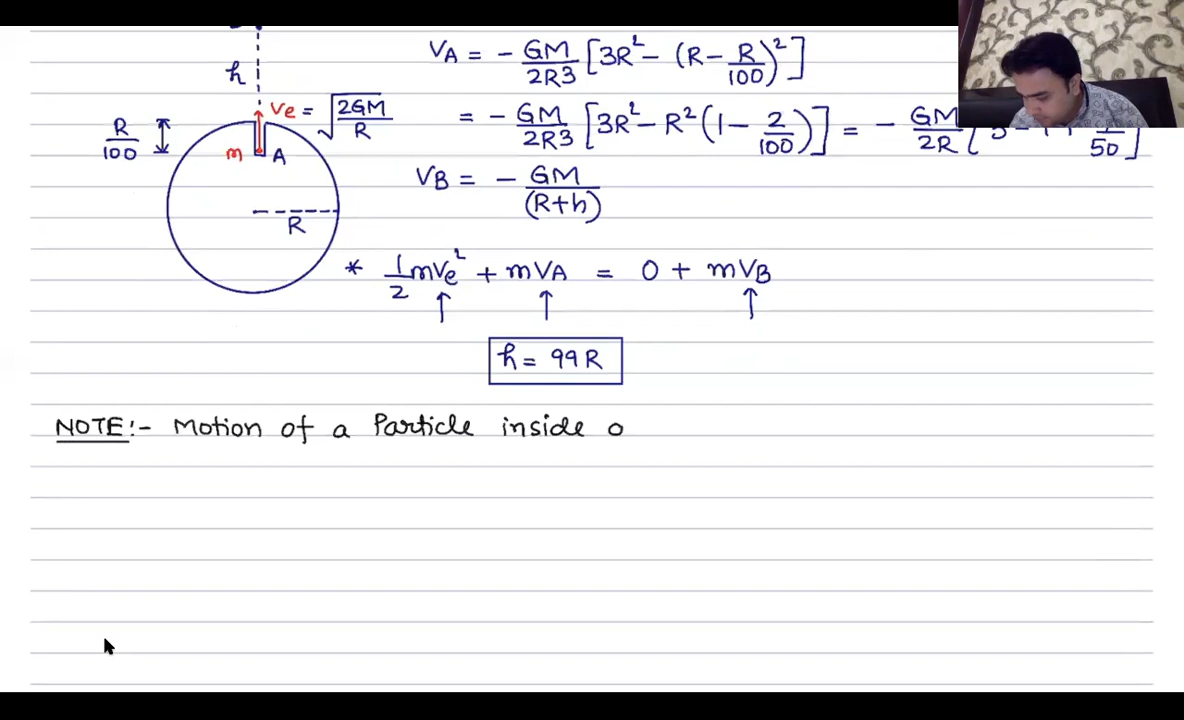 VA = - GM/2R3 [3R² - (R - R/100)²]
h
Ve = √(2GM/R)
R/100
= - GM/2R3 [3R² - R²(1 - 2/100)] = - GM/2R [
50]
m A
VB = - GM/(R+h)
R
* 1/2 mVe² + mVA = 0 + mVB
h = 99R
NOTE:- Motion of a Particle inside o